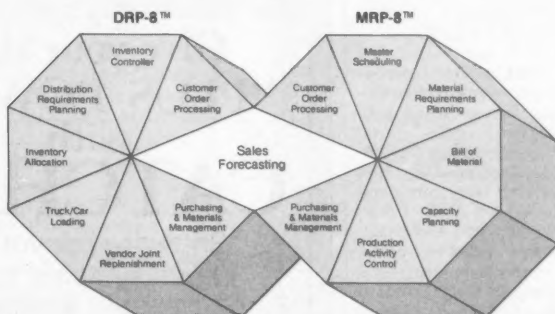 DRP-8™
MRP-8™
Inventory
Controller
Customer
Order
Processing
Distribution
Requirements
Planning
Inventory
Allocation
Truck/Car
Loading
Vendor Joint
Replenishment
Purchasing
& Materials
Management
Sales
Forecasting
Customer
Order
Processing
Master
Scheduling
Material
Requirements
Planning
Bill of
Material
Capacity
Planning
Production
Activity
Control
Purchasing
& Materials
Management